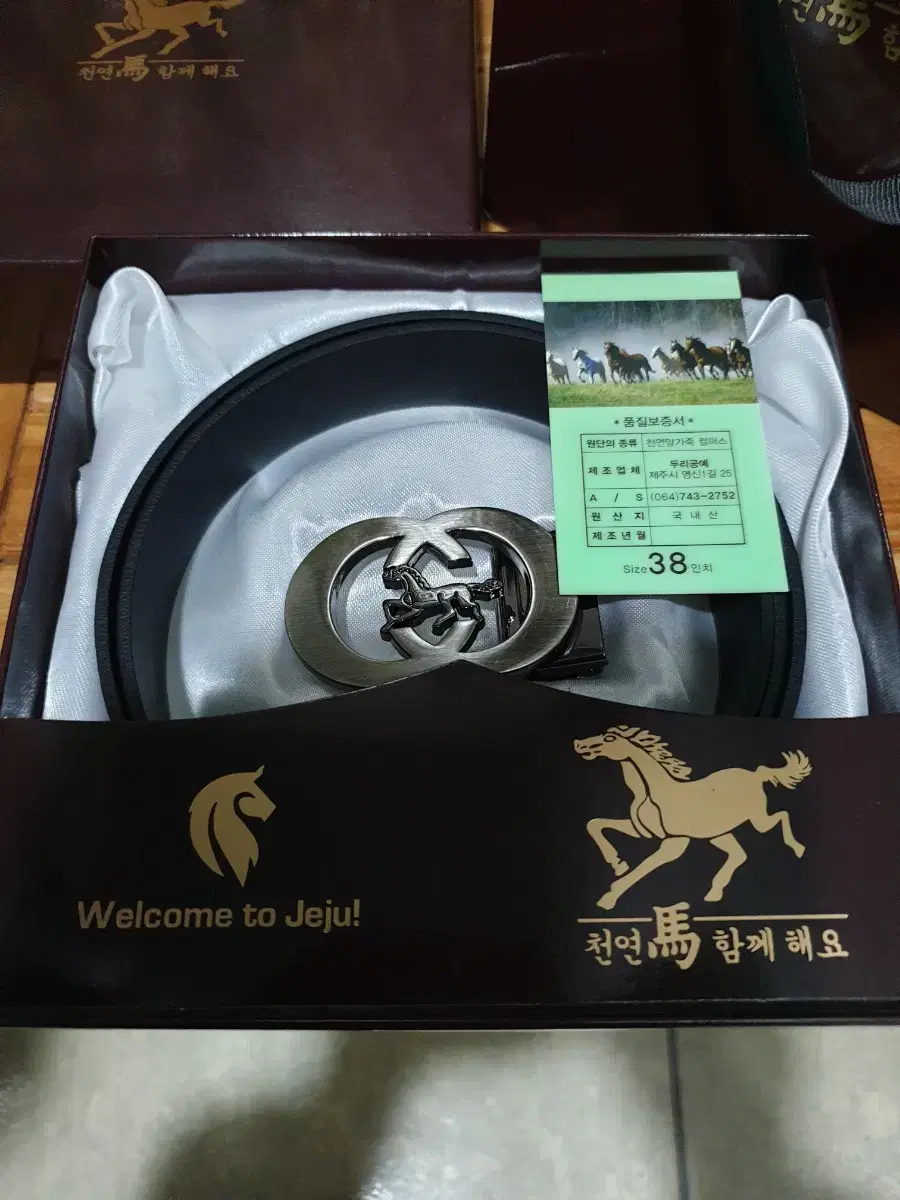 천연馬 함께 해요
馬 함
*품질보증서*
원단의 종류 천연말가죽 컴퍼스
제조업체 두리공예
제주시 명신1길 25
A / S (064)743-2752
원산지 국내산
제조년월
Size 38 인치
Welcome to Jeju!
천연馬 함께 해요